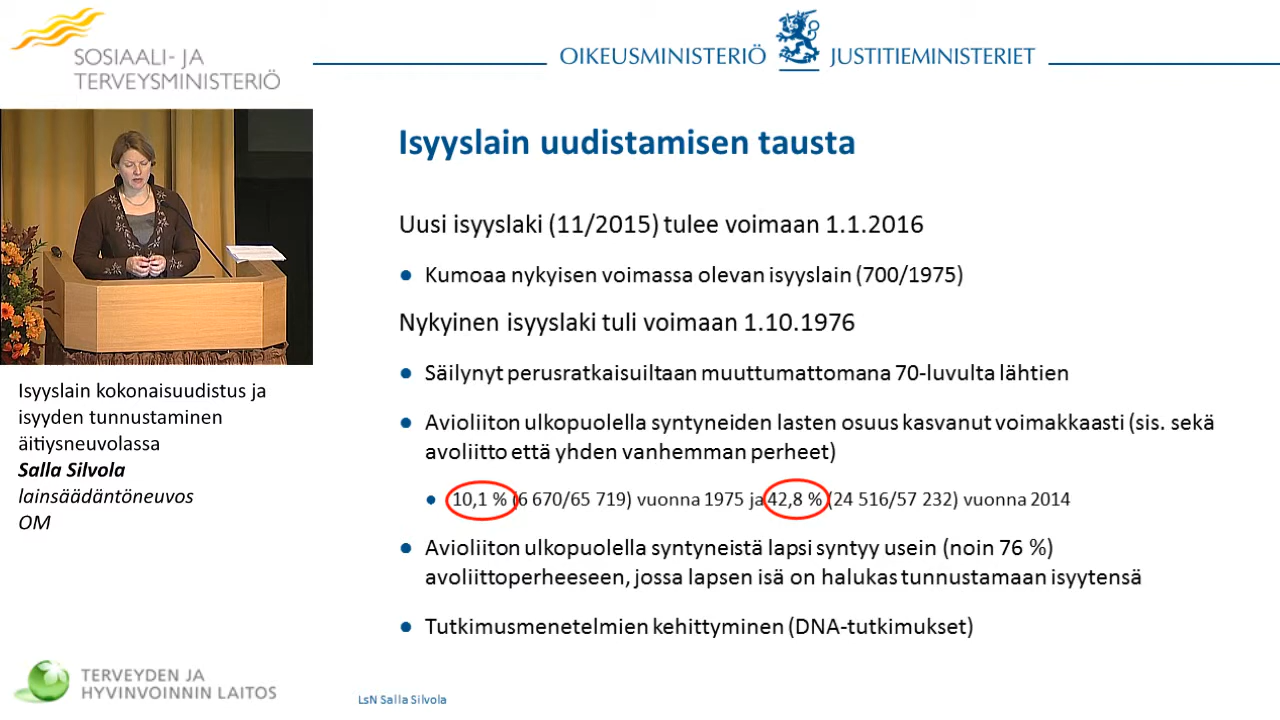 SOSIAALI- JA
TERVEYSMINISTERIÖ
OIKEUSMINISTERIÖ JUSTITIEMINISTERIET
Isyyslain uudistamisen tausta
Uusi isyyslaki (11/2015) tulee voimaan 1.1.2016
Kumoaa nykyisen voimassa olevan isyyslain (700/1975)
Nykyinen isyyslaki tuli voimaan 1.10.1976
Säilynyt perusratkaisuiltaan muuttumattomana 70-luvulta lähtien
Avioliiton ulkopuolella syntyneiden lasten osuus kasvanut voimakkaasti (sis. sekä
avoliitto että yhden vanhemman perheet)
10,1 % (6 670/65 719) vuonna 1975 ja 42,8 % (24 516/57 232) vuonna 2014
Avioliiton ulkopuolella syntyneistä lapsi syntyy usein (noin 76 %)
avoliittoperheeseen, jossa lapsen isä on halukas tunnustamaan isyytensä
Tutkimusmenetelmien kehittyminen (DNA-tutkimukset)
Isyyslain kokonaisuudistus ja
isyyden tunnustaminen
äitiysneuvolassa
Salla Silvola
lainsäädäntöneuvos
OM
TERVEYDEN JA
HYVINVOINNIN LAITOS
LsN Salla Silvola